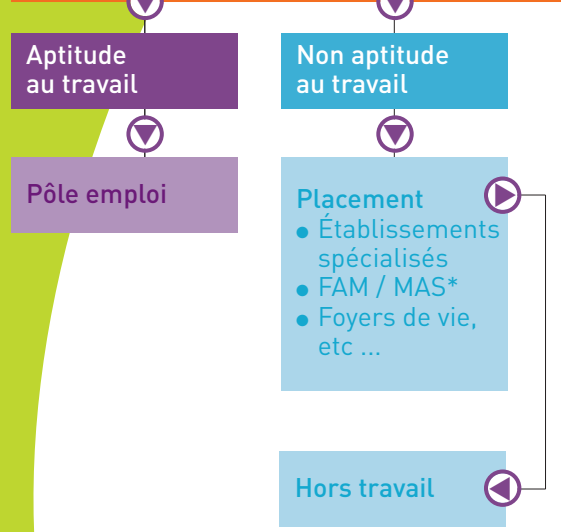 Aptitude
au travail
Non aptitude
au travail
Pôle emploi
Placement
● Établissements
spécialisés
● FAM / MAS*
● Foyers de vie,
etc ...
Hors travail